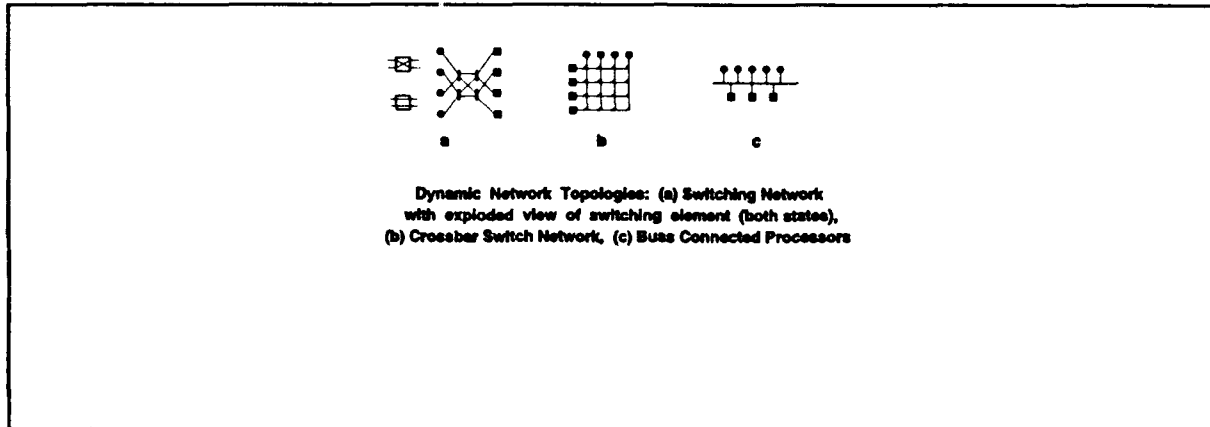 a b c
Dynamic Network Topologies: (a) Switching Network
with exploded view of switching element (both states),
(b) Crossbar Switch Network, (c) Buss Connected Processors